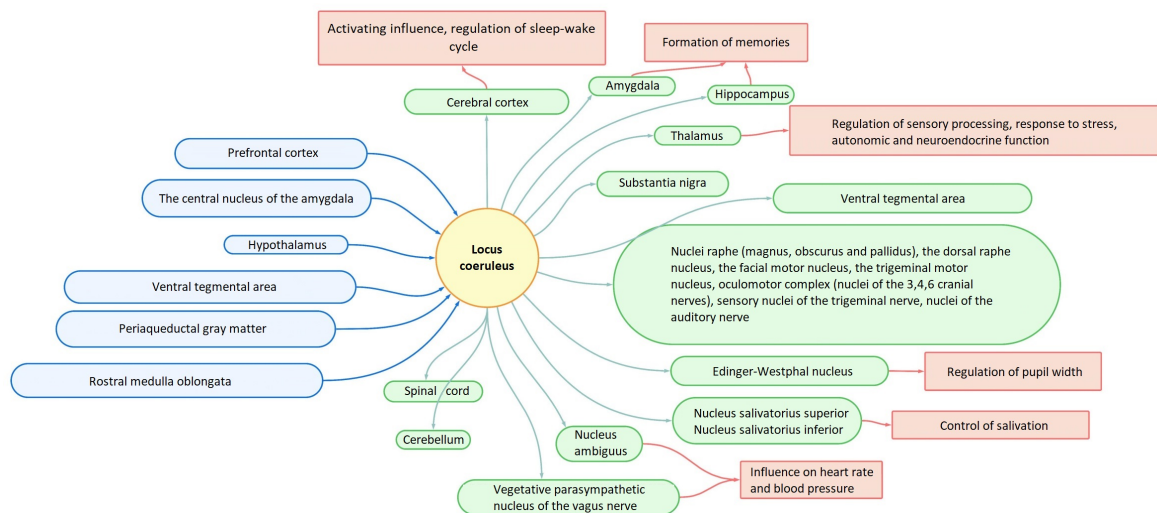 Activating influence, regulation of sleep-wake
cycle
Formation of memories
Amygdala
Hippocampus
Cerebral cortex
Regulation of sensory processing, response to stress,
autonomic and neuroendocrine function
Thalamus
Prefrontal cortex
Substantia nigra
The central nucleus of the amygdala
Ventral tegmental area
Hypothalamus
Locus
coeruleus
Nuclei raphe (magnus, obscurus and pallidus), the dorsal raphe
nucleus, the facial motor nucleus, the trigeminal motor
nucleus, oculomotor complex (nuclei of the 3,4,6 cranial
nerves), sensory nuclei of the trigeminal nerve, nuclei of the
auditory nerve
Ventral tegmental area
Periaqueductal gray matter
Rostral medulla oblongata
Edinger-Westphal nucleus
Regulation of pupil width
Spinal cord
Nucleus salivatorius superior
Nucleus salivatorius inferior
Control of salivation
Cerebellum
Nucleus
ambiguus
Influence on heart rate
and blood pressure
Vegetative parasympathetic
nucleus of the vagus nerve